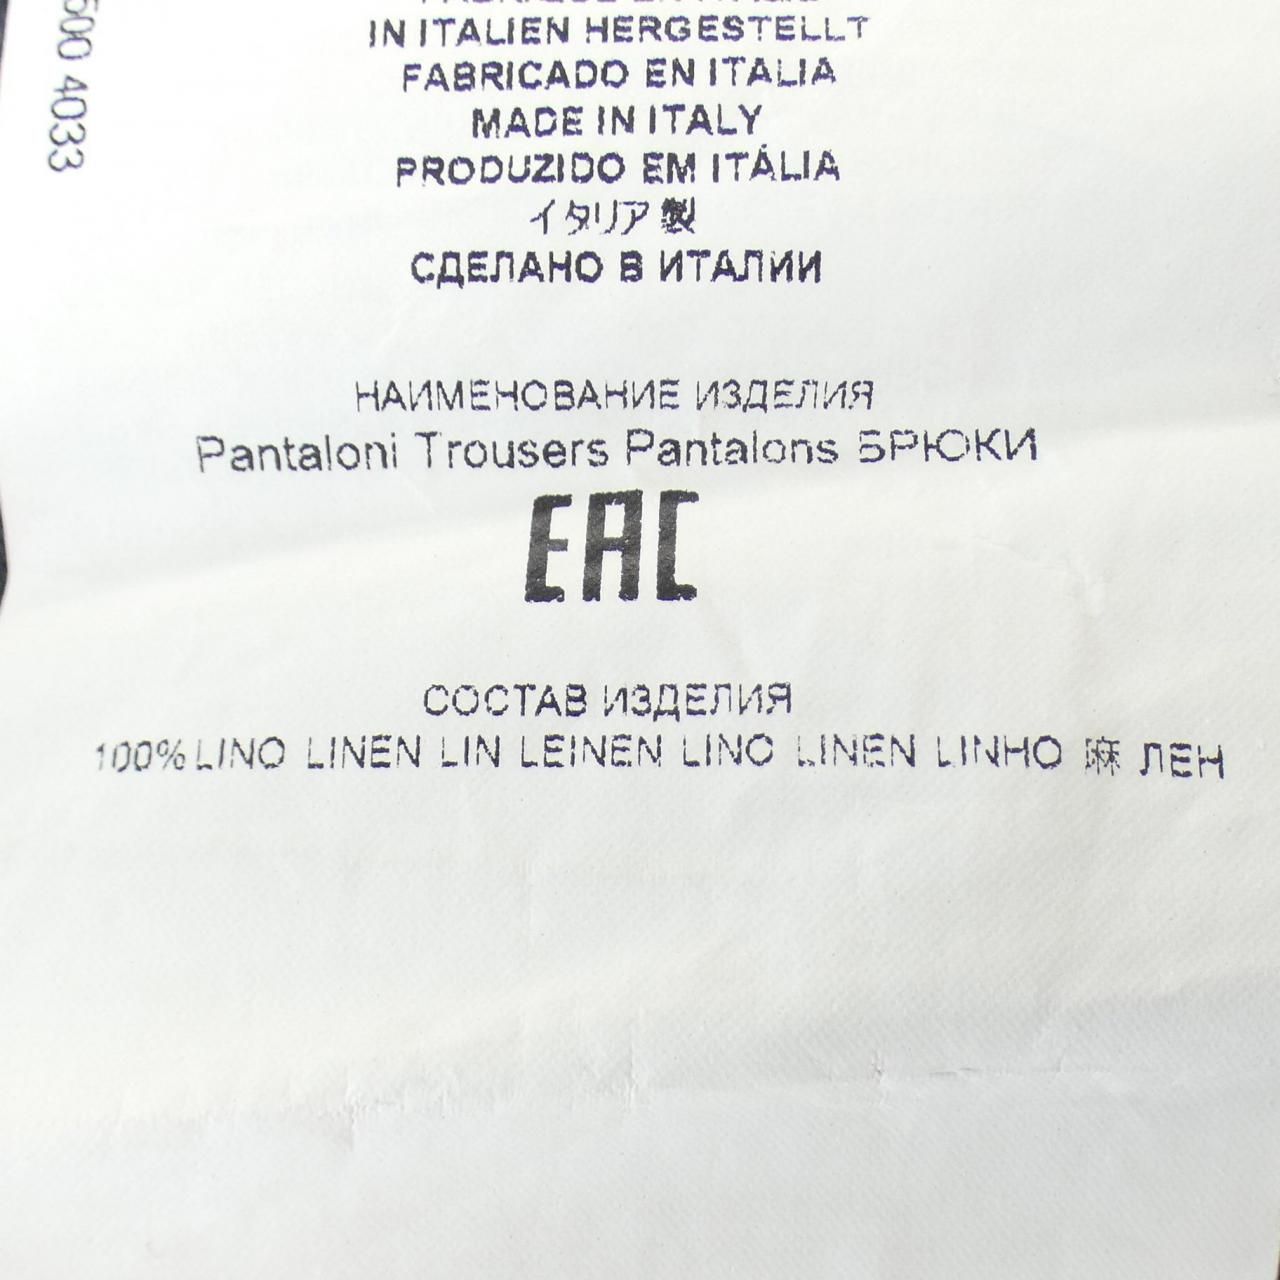 IN ITALIEN HERGESTELLT
FABRICADO EN ITALIA
MADE IN ITALY
PRODUZIDO EM ITÁLIA
イタリア製
СДЕЛАНО В ИТАЛИИ
НАИМЕНОВАНИЕ ИЗДЕЛИЯ
Pantaloni Trousers Pantalons БРЮКИ
EAC
СОСТАВ ИЗДЕЛИЯ
100% LINO LINEN LIN LEINEN LINO LINEN LINHO 麻 ЛЕН
4033